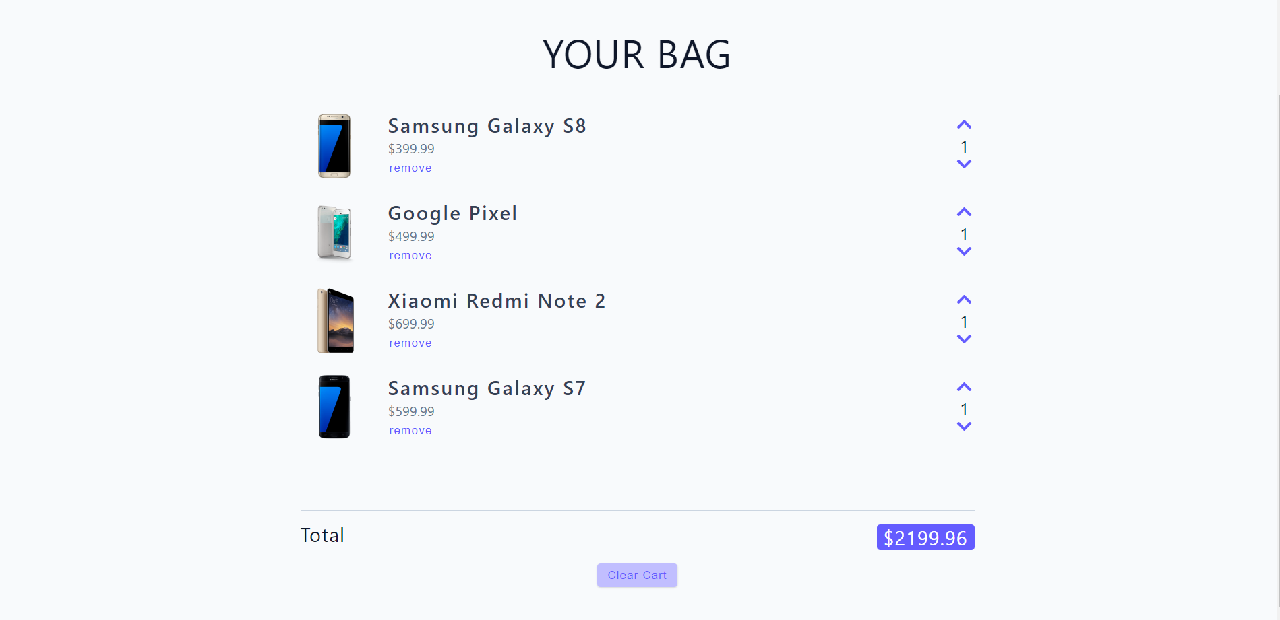 YOUR BAG
Samsung Galaxy S8
$399.99
remove
1
Google Pixel
$499.99
remove
1
Xiaomi Redmi Note 2
$699.99
remove
1
Samsung Galaxy S7
$599.99
remove
1
Total
$2199.96
Clear Cart